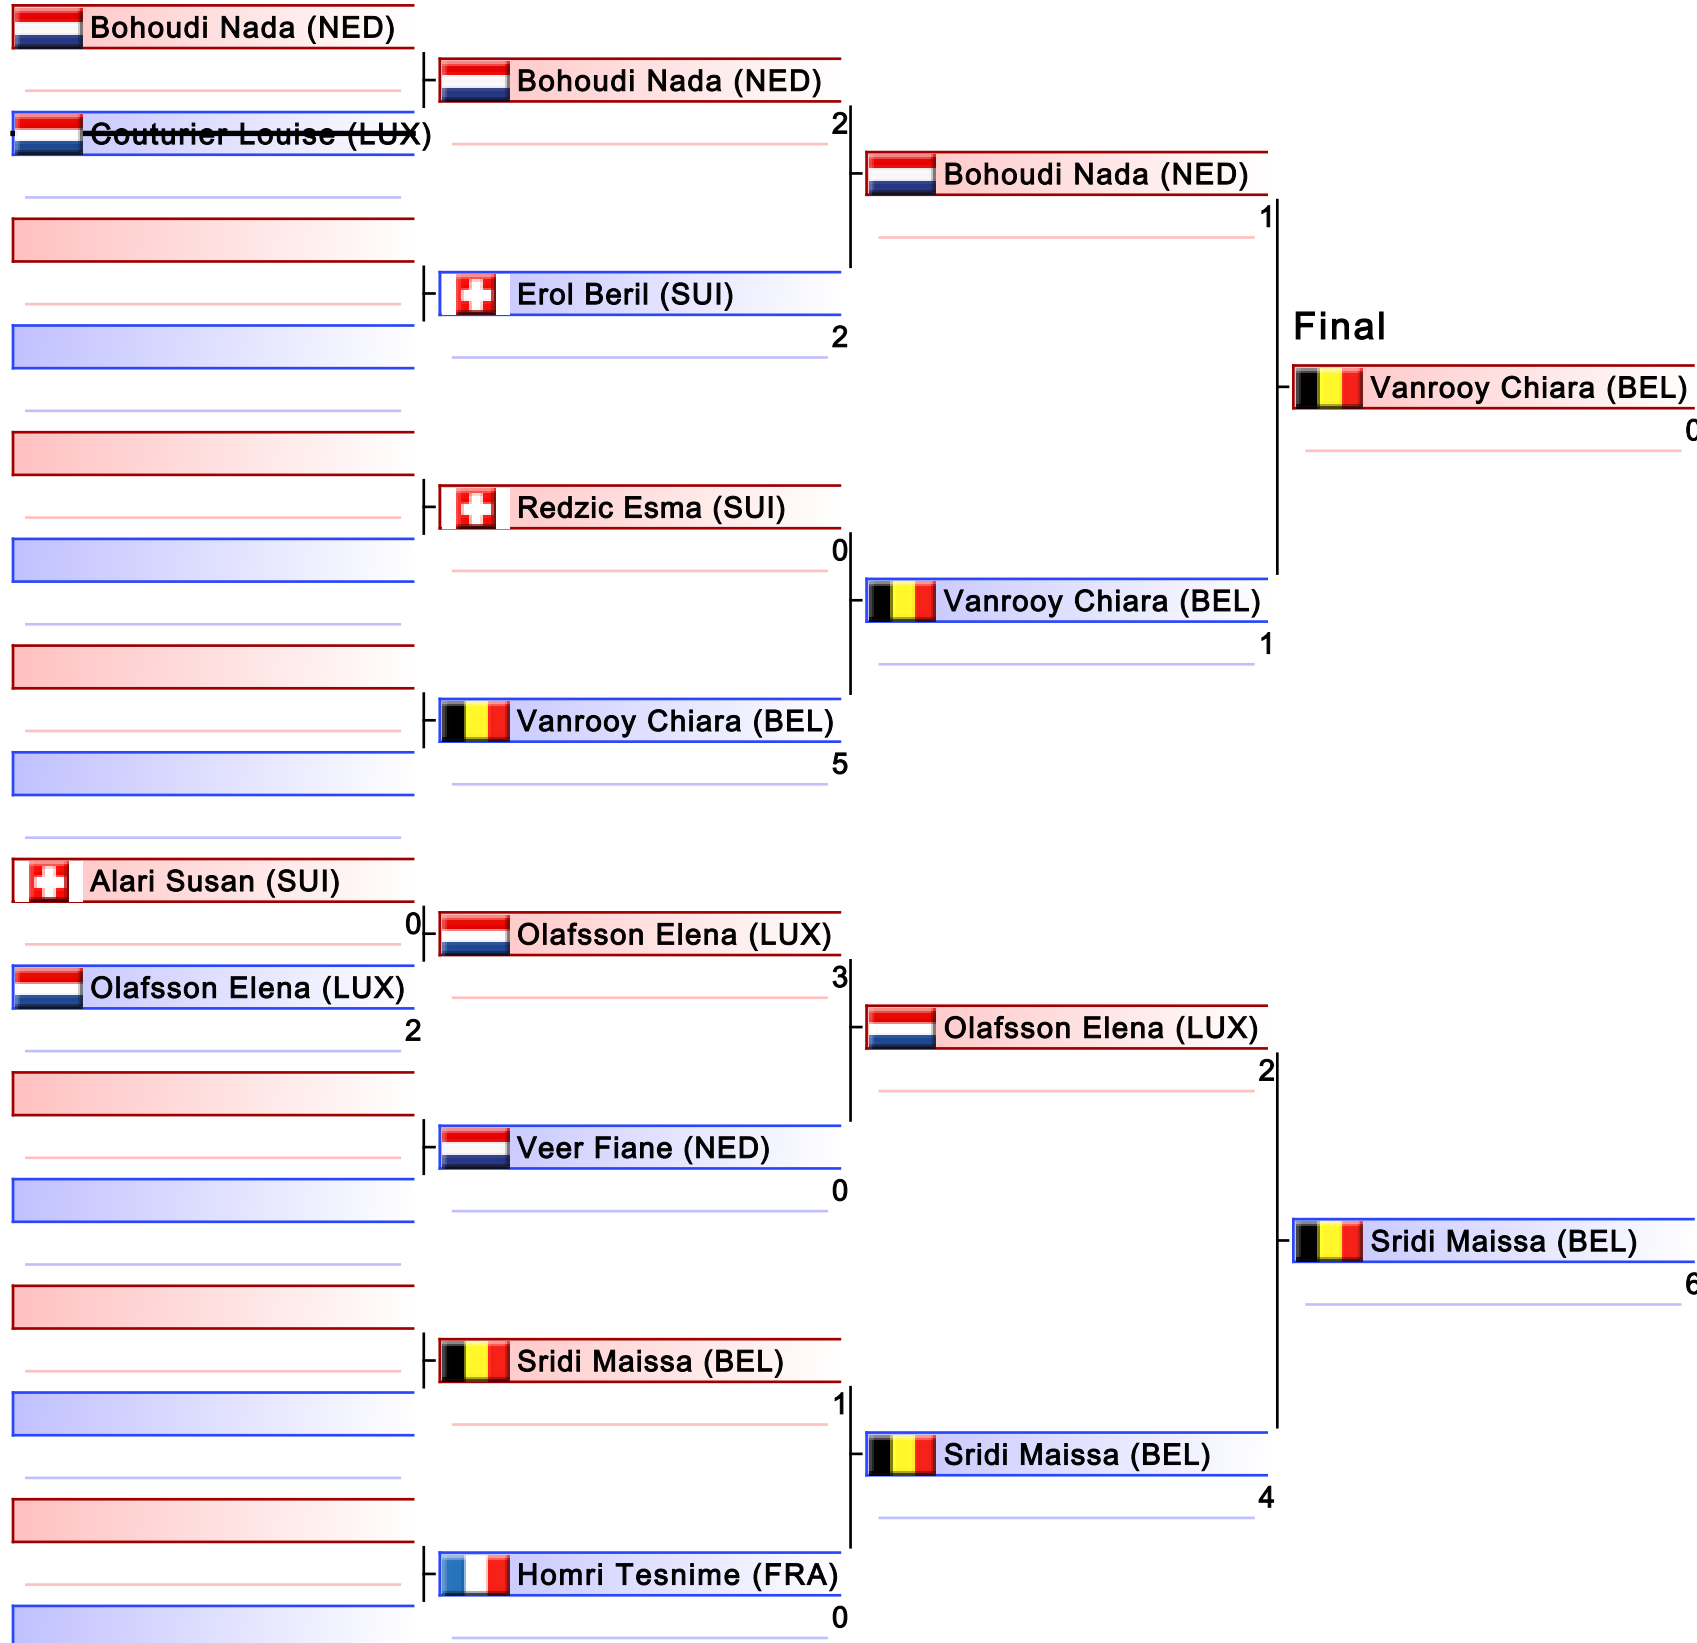 Bohoudi Nada (NED)
Couturier Louise (LUX)
Alari Susan (SUI)
0
Olafsson Elena (LUX)
2
Bohoudi Nada (NED)
2
Erol Beril (SUI)
2
Redzic Esma (SUI)
0
Vanrooy Chiara (BEL)
5
Olafsson Elena (LUX)
3
Veer Fiane (NED)
0
Sridi Maissa (BEL)
1
Homri Tesnime (FRA)
0
Bohoudi Nada (NED)
1
Vanrooy Chiara (BEL)
1
Olafsson Elena (LUX)
2
Sridi Maissa (BEL)
4
Final
Vanrooy Chiara (BEL)
0
Sridi Maissa (BEL)
6